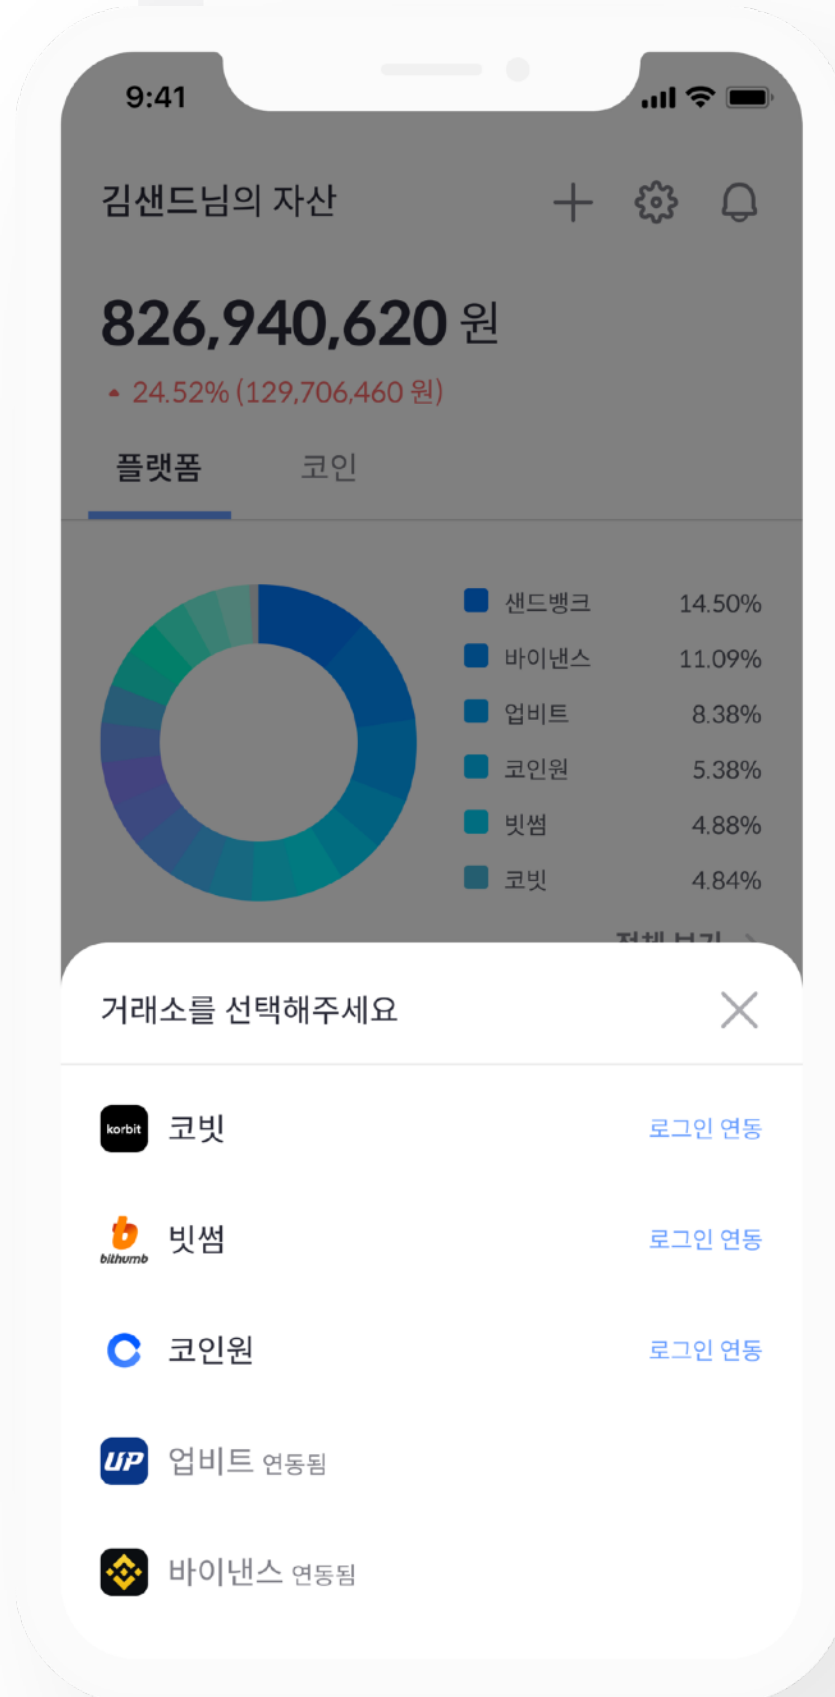 9:41
김샌드님의 자산
826,940,620 원
24.52% (129,706,460 원)
플랫폼 코인
샌드뱅크 14.50%
바이낸스 11.09%
업비트 8.38%
코인원 5.38%
빗썸 4.88%
코빗 4.84%
전체 보기
거래소를 선택해주세요
korbit 코빗 로그인 연동
bithumb 빗썸 로그인 연동
코인원 로그인 연동
UP 업비트 연동됨
바이낸스 연동됨